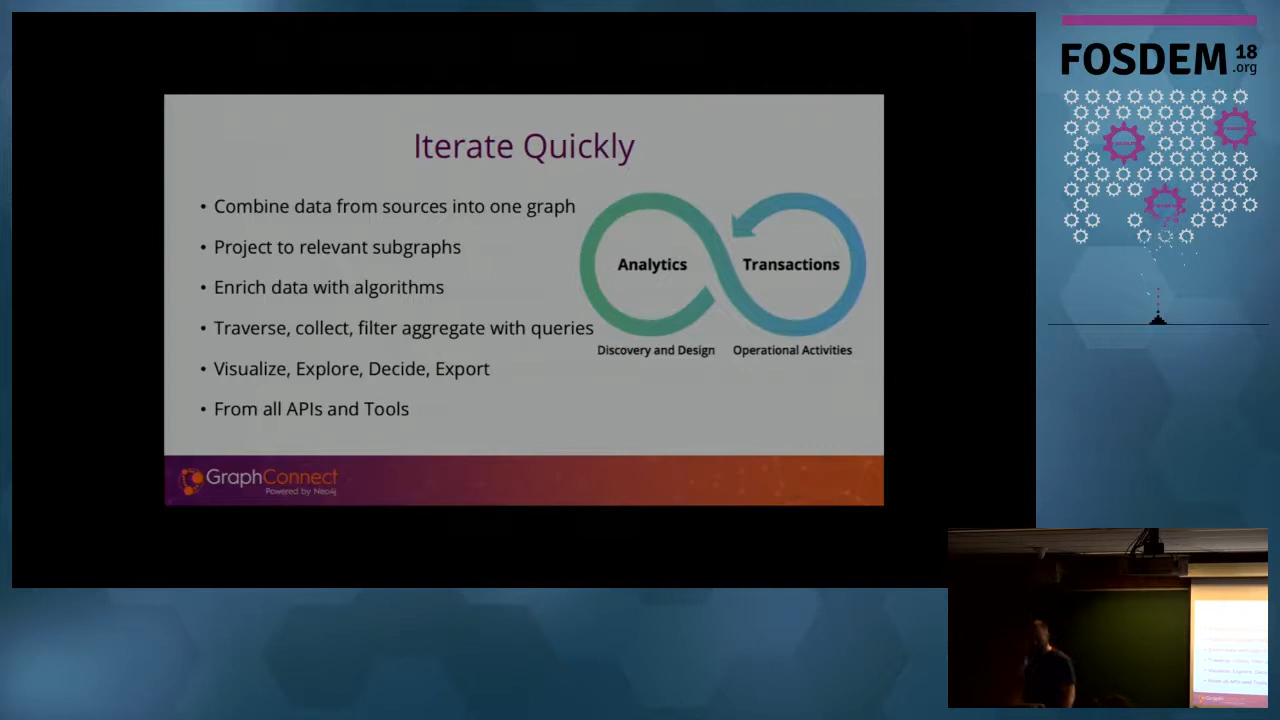 Iterate Quickly
• Combine data from sources into one graph
• Project to relevant subgraphs
• Enrich data with algorithms
• Traverse, collect, filter aggregate with queries
• Visualize, Explore, Decide, Export
• From all APIs and Tools
Analytics
Transactions
Discovery and Design
Operational Activities
GraphConnect
Powered by Neo4j
FOSDEM 18
.org